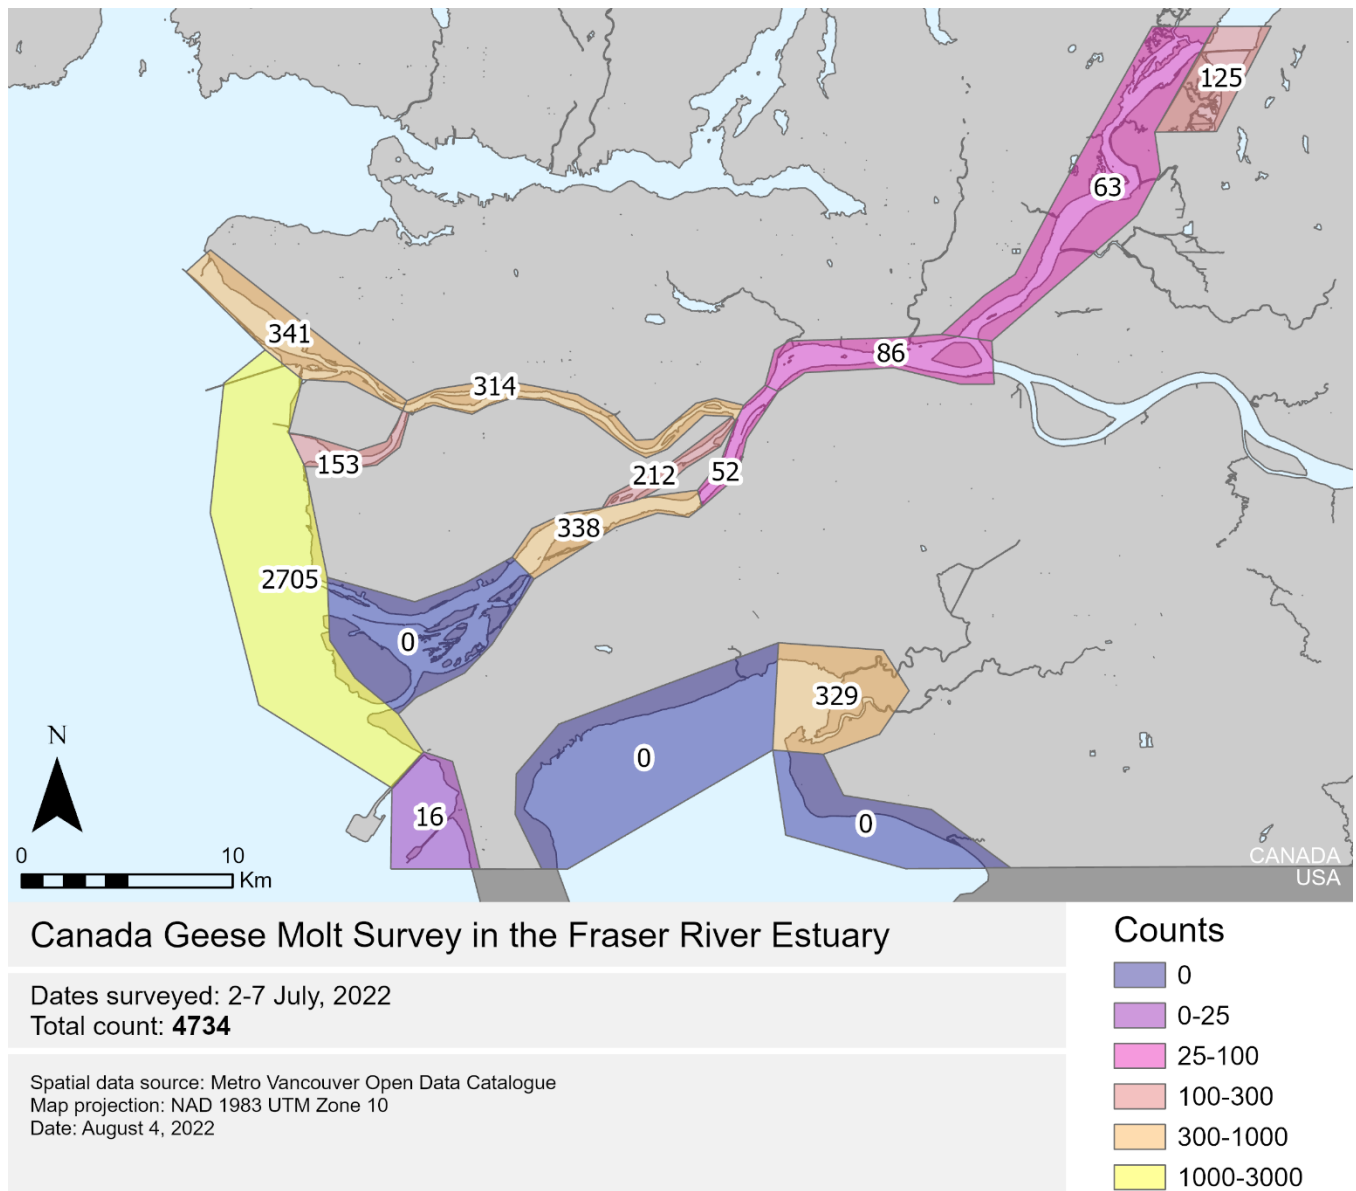 125
63
341
86
314
153
212
52
338
2705
0
329
0
16
0
N
0 10
Km
CANADA
USA
Canada Geese Molt Survey in the Fraser River Estuary
Dates surveyed: 2-7 July, 2022
Total count: 4734
Spatial data source: Metro Vancouver Open Data Catalogue
Map projection: NAD 1983 UTM Zone 10
Date: August 4, 2022
Counts
0
0-25
25-100
100-300
300-1000
1000-3000